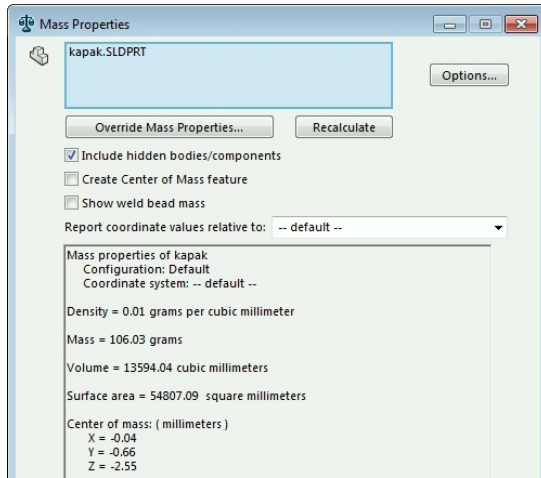 Mass Properties
kapak.SLDPRT
Options...
Override Mass Properties...
Recalculate
Include hidden bodies/components
Create Center of Mass feature
Show weld bead mass
Report coordinate values relative to: -- default --
Mass properties of kapak
Configuration: Default
Coordinate system: -- default --
Density = 0.01 grams per cubic millimeter
Mass = 106.03 grams
Volume = 13594.04 cubic millimeters
Surface area = 54807.09 square millimeters
Center of mass: ( millimeters )
X = -0.04
Y = -0.66
Z = -2.55